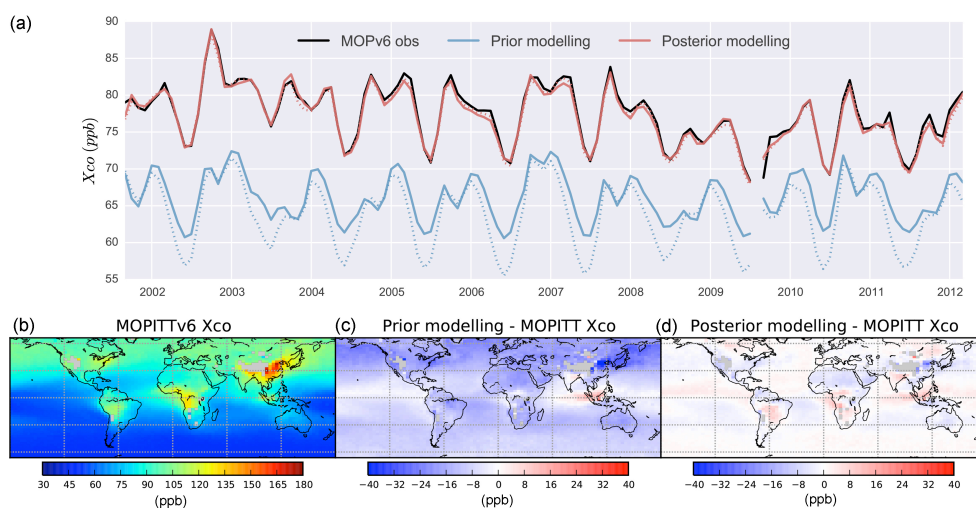 (a)
90
85
80
75
70
65
60
55
Xco (ppb)
MOPv6 obs
Prior modelling
Posterior modelling
2002 2003 2004 2005 2006 2007 2008 2009 2010 2011 2012
(b) MOPITTv6 Xco
30 45 60 75 90 105 120 135 150 165 180
(ppb)
(c) Prior modelling - MOPITT Xco
−40 −32 −24 −16 −8 0 8 16 24 32 40
(ppb)
(d) Posterior modelling - MOPITT Xco
−40 −32 −24 −16 −8 0 8 16 24 32 40
(ppb)